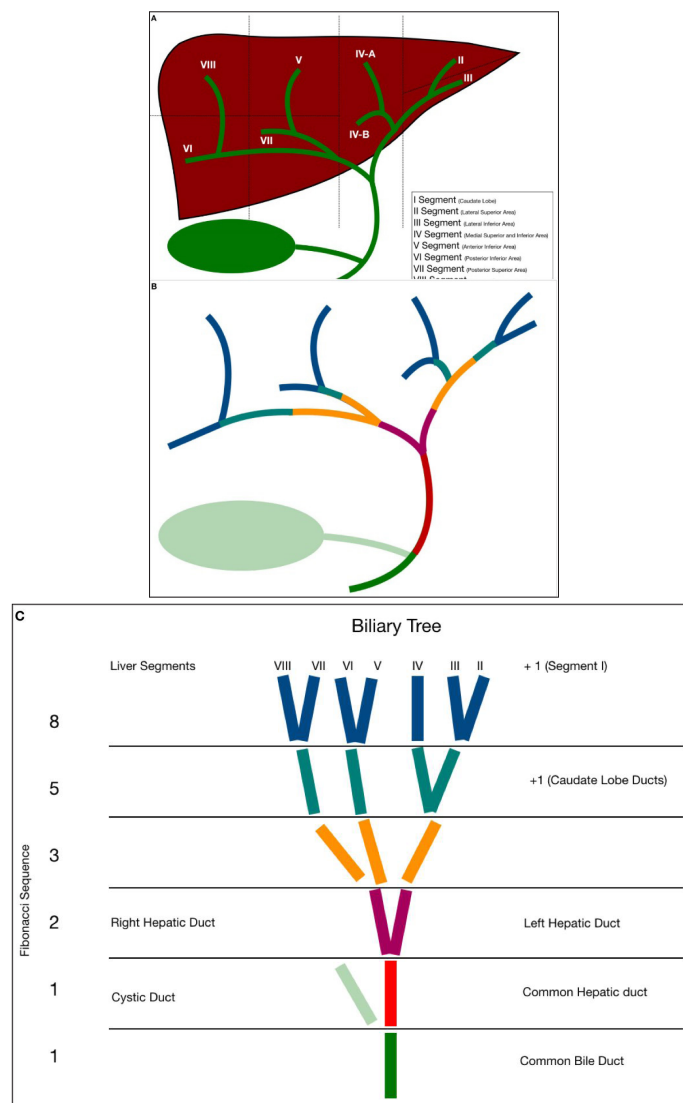 A
VIII
V
IV-A
II
III
IV-B
VII
VI
I Segment (Caudate Lobe)
II Segment (Lateral Superior Area)
III Segment (Lateral Inferior Area)
IV Segment (Medial Superior and Inferior Area)
V Segment (Anterior Inferior Area)
VI Segment (Posterior Inferior Area)
VII Segment (Posterior Superior Area)
B
C
Biliary Tree
Liver Segments VIII VII VI V IV III II + 1 (Segment I)
8
5 +1 (Caudate Lobe Ducts)
3
Fibonacci Sequence
2 Right Hepatic Duct Left Hepatic Duct
1 Cystic Duct Common Hepatic duct
1 Common Bile Duct